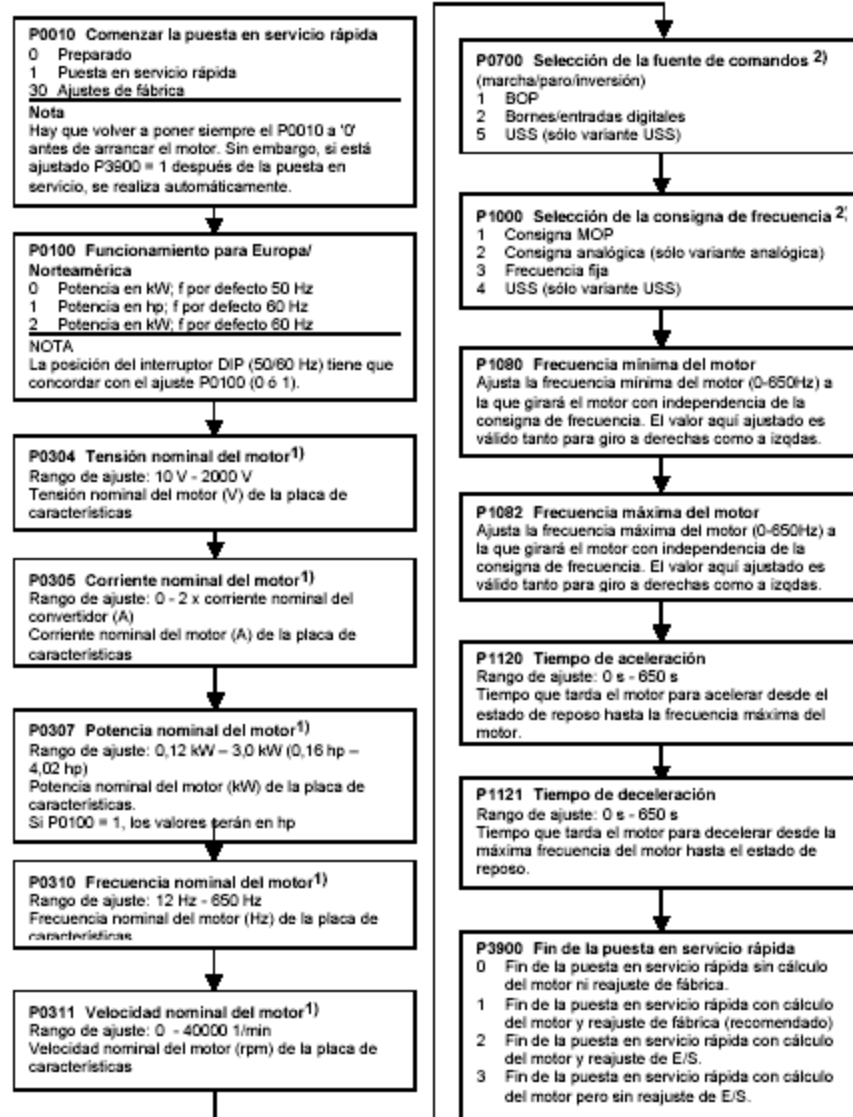 P0010 Comenzar la puesta en servicio rápida
0 Preparado
1 Puesta en servicio rápida
30 Ajustes de fábrica
Nota
Hay que volver a poner siempre el P0010 a '0'
antes de arrancar el motor. Sin embargo, si está
ajustado P3900 = 1 después de la puesta en
servicio, se realiza automáticamente.
P0100 Funcionamiento para Europa/
Norteamérica
0 Potencia en kW; f por defecto 50 Hz
1 Potencia en hp; f por defecto 60 Hz
2 Potencia en kW; f por defecto 60 Hz
NOTA
La posición del interruptor DIP (50/60 Hz) tiene que
concordar con el ajuste P0100 (0 ó 1).
P0304 Tensión nominal del motor1)
Rango de ajuste: 10 V - 2000 V
Tensión nominal del motor (V) de la placa de
características
P0305 Corriente nominal del motor1)
Rango de ajuste: 0 - 2 x corriente nominal del
convertidor (A)
Corriente nominal del motor (A) de la placa de
características
P0307 Potencia nominal del motor1)
Rango de ajuste: 0,12 kW – 3,0 kW (0,16 hp –
4,02 hp)
Potencia nominal del motor (kW) de la placa de
características.
Si P0100 = 1, los valores serán en hp
P0310 Frecuencia nominal del motor1)
Rango de ajuste: 12 Hz - 650 Hz
Frecuencia nominal del motor (Hz) de la placa de
características
P0311 Velocidad nominal del motor1)
Rango de ajuste: 0 - 40000 1/min
Velocidad nominal del motor (rpm) de la placa de
características
P0700 Selección de la fuente de comandos 2)
(marcha/paro/inversión)
1 BOP
2 Bornes/entradas digitales
5 USS (sólo variante USS)
P1000 Selección de la consigna de frecuencia 2)
1 Consigna MOP
2 Consigna analógica (sólo variante analógica)
3 Frecuencia fija
4 USS (sólo variante USS)
P1080 Frecuencia mínima del motor
Ajusta la frecuencia mínima del motor (0-650Hz) a
la que girará el motor con independencia de la
consigna de frecuencia. El valor aquí ajustado es
válido tanto para giro a derechas como a izqdas.
P1082 Frecuencia máxima del motor
Ajusta la frecuencia máxima del motor (0-650Hz) a
la que girará el motor con independencia de la
consigna de frecuencia. El valor aquí ajustado es
válido tanto para giro a derechas como a izqdas.
P1120 Tiempo de aceleración
Rango de ajuste: 0 s - 650 s
Tiempo que tarda el motor para acelerar desde el
estado de reposo hasta la frecuencia máxima del
motor.
P1121 Tiempo de deceleración
Rango de ajuste: 0 s - 650 s
Tiempo que tarda el motor para decelerar desde la
máxima frecuencia del motor hasta el estado de
reposo.
P3900 Fin de la puesta en servicio rápida
0 Fin de la puesta en servicio rápida sin cálculo
del motor ni reajuste de fábrica.
1 Fin de la puesta en servicio rápida con cálculo
del motor y reajuste de fábrica (recomendado)
2 Fin de la puesta en servicio rápida con cálculo
del motor y reajuste de E/S.
3 Fin de la puesta en servicio rápida con cálculo
del motor pero sin reajuste de E/S.